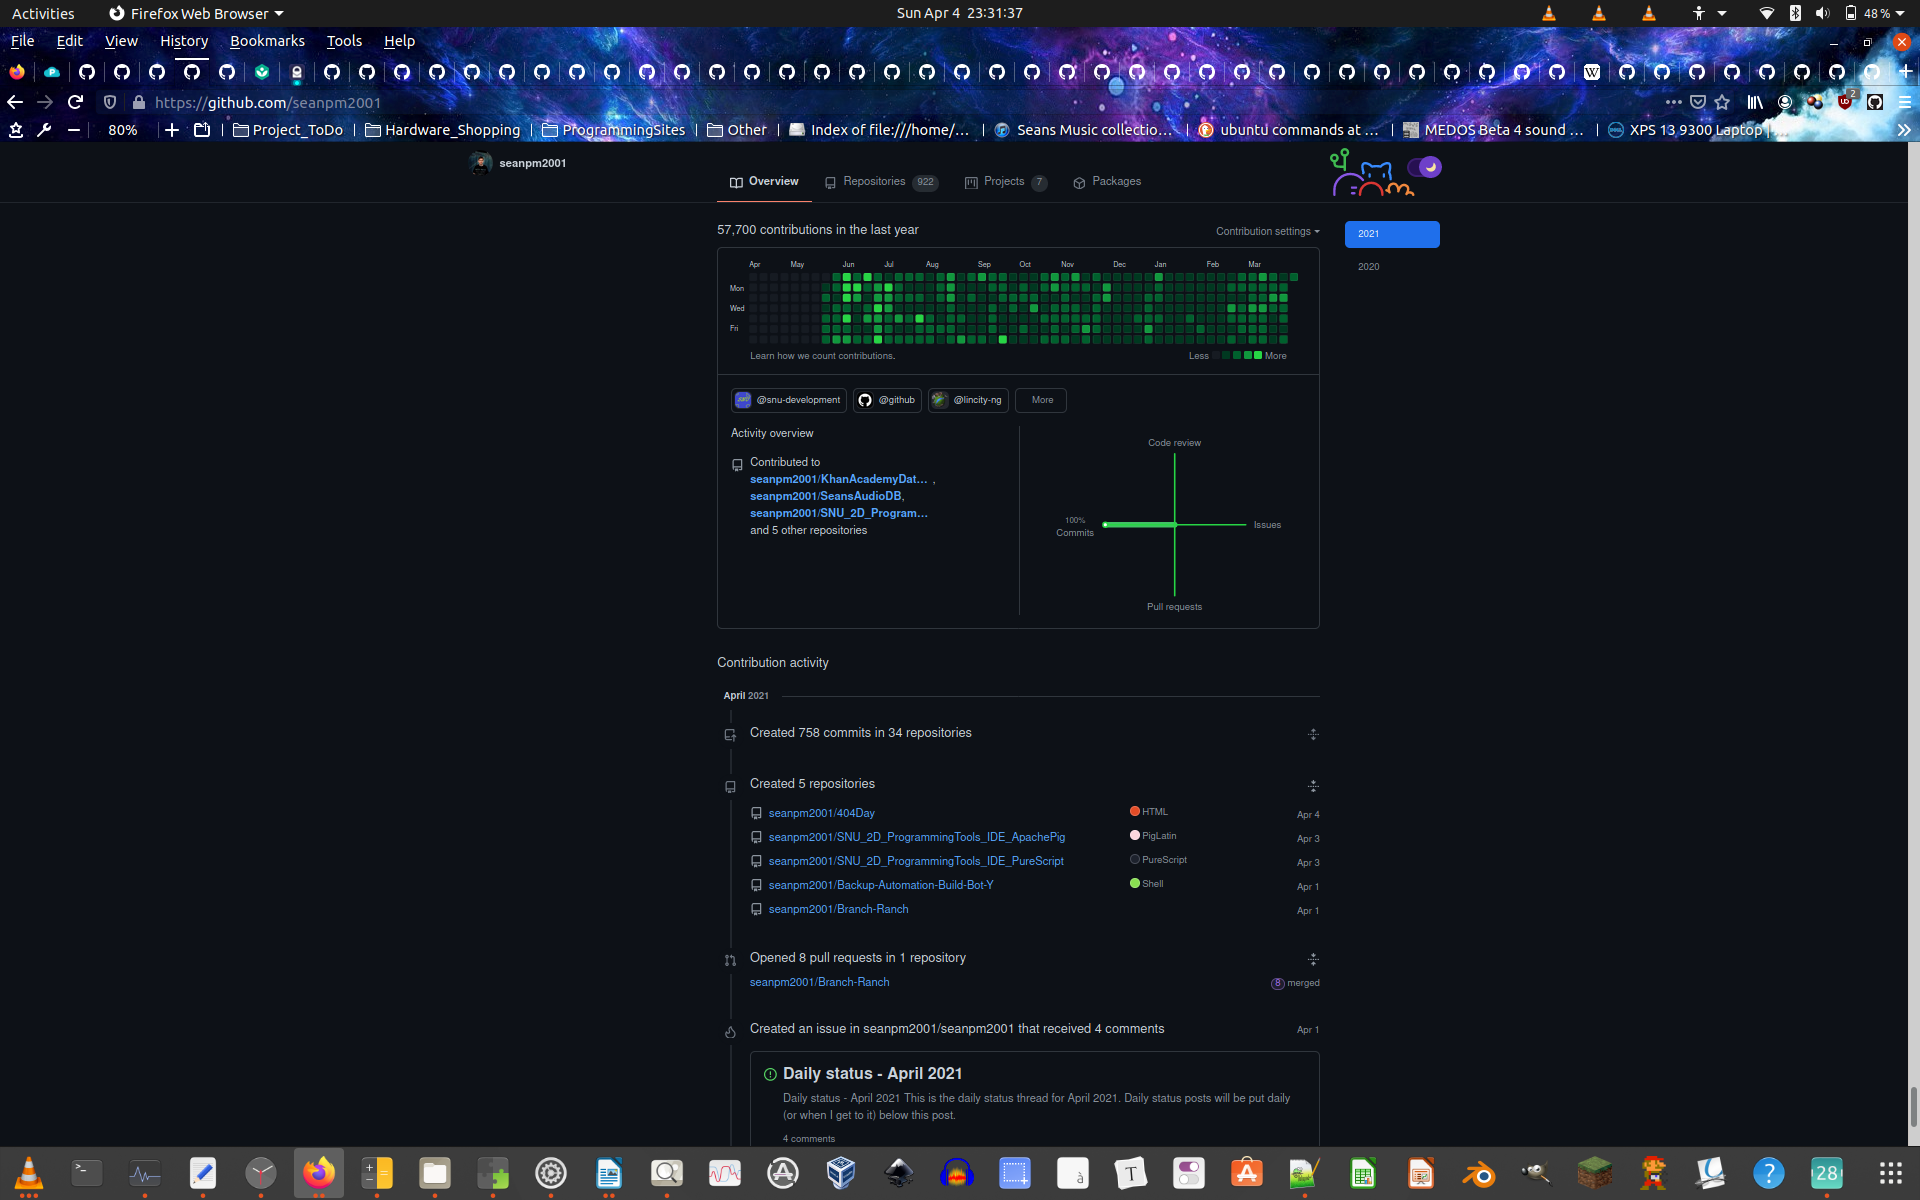 Activities
Firefox Web Browser
Sun Apr 4 23:31:37
48 %
File Edit View History Bookmarks Tools Help
https://github.com/seanpm2001
2
80%
Project_ToDo
Hardware_Shopping
ProgrammingSites
Other
Index of file:///home/...
Seans Music collectio...
ubuntu commands at ...
MEDOS Beta 4 sound ...
XPS 13 9300 Laptop | ...
seanpm2001
Overview
Repositories 922
Projects 7
Packages
57,700 contributions in the last year
Contribution settings
2021
2020
Apr May Jun Jul Aug Sep Oct Nov Dec Jan Feb Mar
Mon
Wed
Fri
Learn how we count contributions.
Less More
@snu-development
@github
@lincity-ng
More
Activity overview
Contributed to
seanpm2001/KhanAcademyDat... ,
seanpm2001/SeansAudioDB,
seanpm2001/SNU_2D_Program...
and 5 other repositories
Code review
100%
Commits
Issues
Pull requests
Contribution activity
April 2021
Created 758 commits in 34 repositories
Created 5 repositories
seanpm2001/404Day HTML Apr 4
seanpm2001/SNU_2D_ProgrammingTools_IDE_ApachePig PigLatin Apr 3
seanpm2001/SNU_2D_ProgrammingTools_IDE_PureScript PureScript Apr 3
seanpm2001/Backup-Automation-Build-Bot-Y Shell Apr 1
seanpm2001/Branch-Ranch Apr 1
Opened 8 pull requests in 1 repository
seanpm2001/Branch-Ranch 8 merged
Created an issue in seanpm2001/seanpm2001 that received 4 comments Apr 1
Daily status - April 2021
Daily status - April 2021 This is the daily status thread for April 2021. Daily status posts will be put daily
(or when I get to it) below this post.
4 comments
28